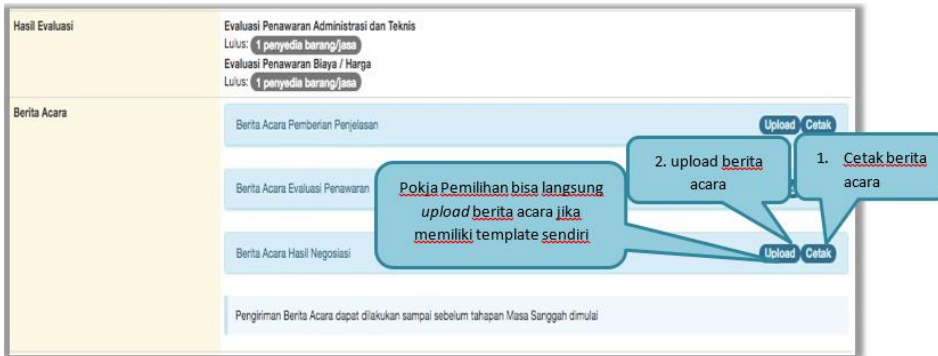 Hasil Evaluasi
Evaluasi Penawaran Administrasi dan Teknis
Lulus: 1 penyedia barang/jasa
Evaluasi Penawaran Biaya / Harga
Lulus: 1 penyedia barang/jasa
Berita Acara
Berita Acara Pemberian Penjelasan
Upload Cetak
2. upload berita
acara
1. Cetak berita
acara
Berita Acara Evaluasi Penawaran
Pokja Pemilihan bisa langsung
upload berita acara jika
memiliki template sendiri
Berita Acara Hasil Negosiasi
Upload Cetak
Pengiriman Berita Acara dapat dilakukan sampai sebelum tahapan Masa Sanggah dimulai